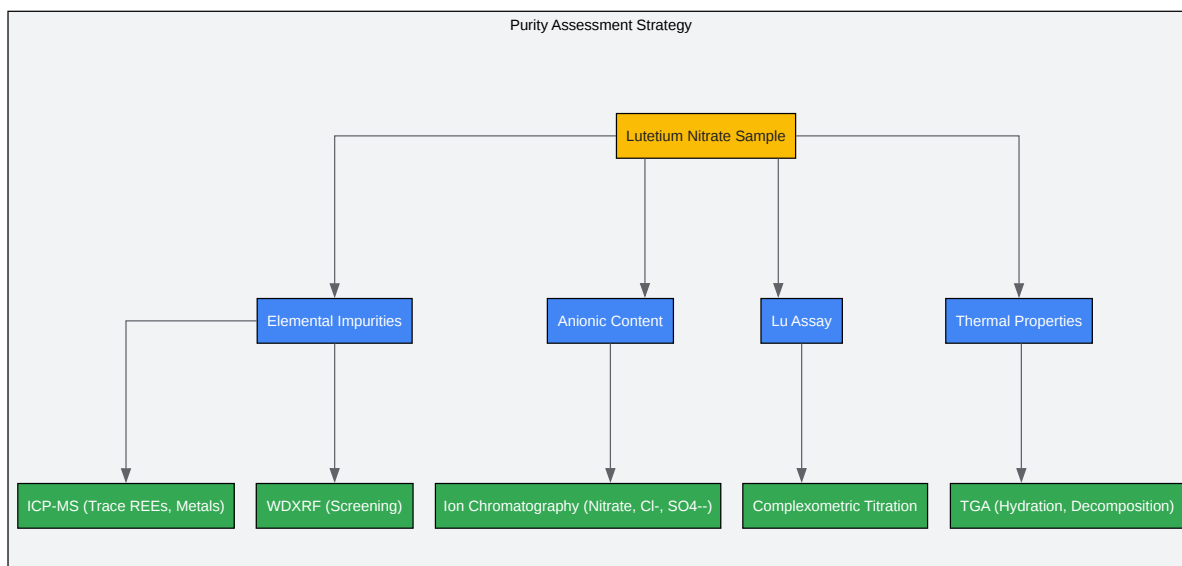 Purity Assessment Strategy
Lutetium Nitrate Sample
Elemental Impurities
Anionic Content
Lu Assay
Thermal Properties
ICP-MS (Trace REEs, Metals)
WDXRF (Screening)
Ion Chromatography (Nitrate, Cl-, SO4--)
Complexometric Titration
TGA (Hydration, Decomposition)